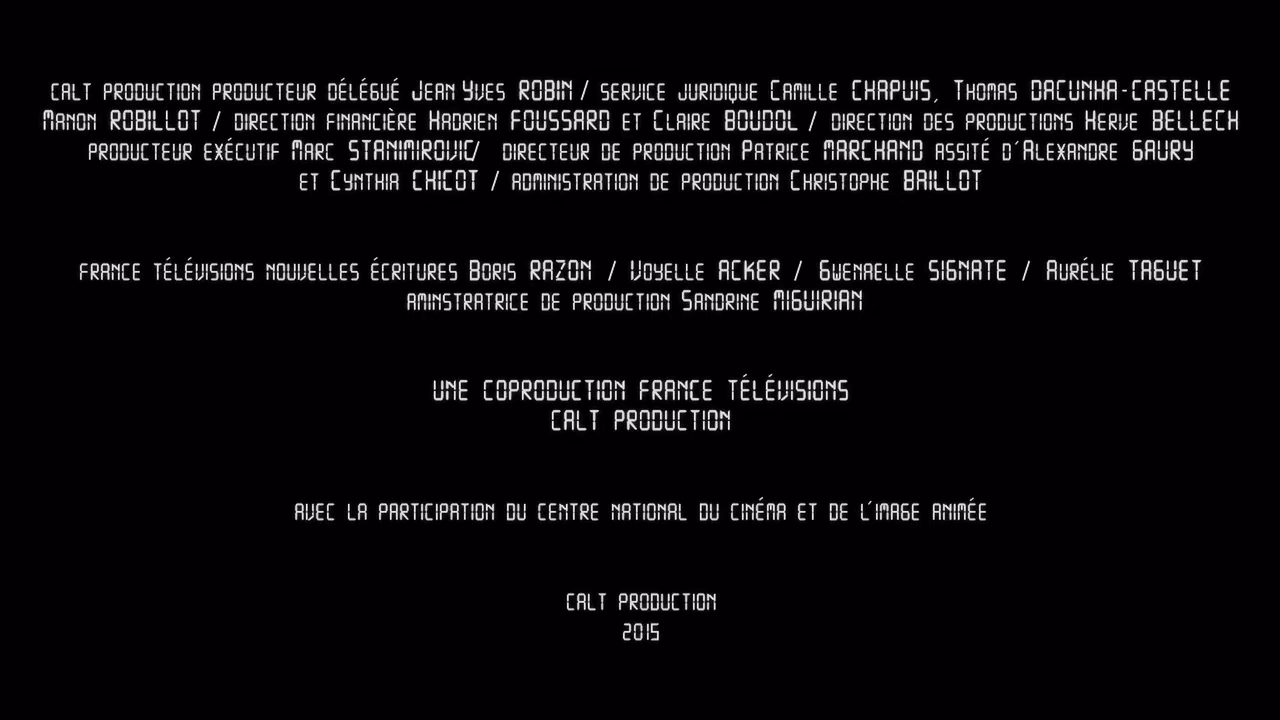 CALT PRODUCTION PRODUCTEUR DÉLÉGUÉ JEAN YVES ROBIN / SERVICE JURIDIQUE CAMILLE CHAPUIS, THOMAS DACUNHA-CASTELLE
MANON ROBILLOT / DIRECTION FINANCIÈRE HADRIEN FOUSSARD ET CLAIRE BOUDOL / DIRECTION DES PRODUCTIONS HERVE BELLECH
PRODUCTEUR EXÉCUTIF MARC STANIMIROVIC/ DIRECTEUR DE PRODUCTION PATRICE MARCHAND ASSITÉ D'ALEXANDRE GAURY
ET CYNTHIA CHICOT / ADMINISTRATION DE PRODUCTION CHRISTOPHE BAILLOT
FRANCE TÉLÉVISIONS NOUVELLES ÉCRITURES BORIS RAZON / VOYELLE ACKER / GWENAELLE SIGNATE / AURÉLIE TAGUET
AMINSTRATRICE DE PRODUCTION SANDRINE MIGUIRIAN
UNE COPRODUCTION FRANCE TÉLÉVISIONS
CALT PRODUCTION
AVEC LA PARTICIPATION DU CENTRE NATIONAL DU CINÉMA ET DE L'IMAGE ANIMÉE
CALT PRODUCTION
2015